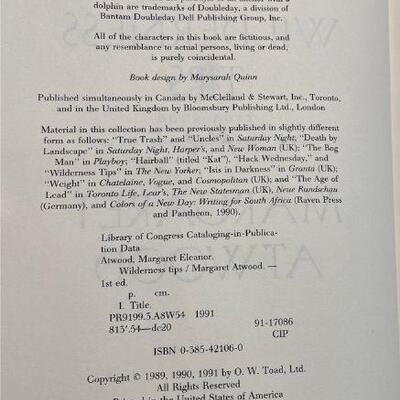 dolphin are trademarks of Doubleday, a division of
Bantam Doubleday Dell Publishing Group, Inc.
All of the characters in this book are fictitious, and
any resemblance to actual persons, living or dead,
is purely coincidental.
Book design by Marysarah Quinn
Published simultaneously in Canada by McClelland & Stewart, Inc., Toronto,
and in the United Kingdom by Bloomsbury Publishing Ltd., London
Material in this collection has been previously published in slightly different
form as follows: "True Trash" and "Uncles" in Saturday Night; "Death by
Landscape" in Saturday Night, Harper's, and New Woman (UK); "The Bog
Man" in Playboy; "Hairball" (titled "Kat"), "Hack Wednesday," and
"Wilderness Tips" in The New Yorker; "Isis in Darkness" in Granta (UK);
"Weight" in Chatelaine, Vogue, and Cosmopolitan (UK); and "The Age of
Lead" in Toronto Life, Lear's, The New Statesman (UK), Neue Rundschau
(Germany), and Colors of a New Day: Writing for South Africa (Raven Press
and Pantheon, 1990).
Library of Congress Cataloging-in-Publica-
tion Data
Atwood, Margaret Eleanor.
Wilderness tips / Margaret Atwood. —
1st ed.
p. cm.
I. Title.
PR9199.3.A8W54 1991
813'.54—dc20 91-17086
CIP
ISBN 0-385-42106-0
Copyright © 1989, 1990, 1991 by O. W. Toad, Ltd.
All Rights Reserved
Printed in the United States of America